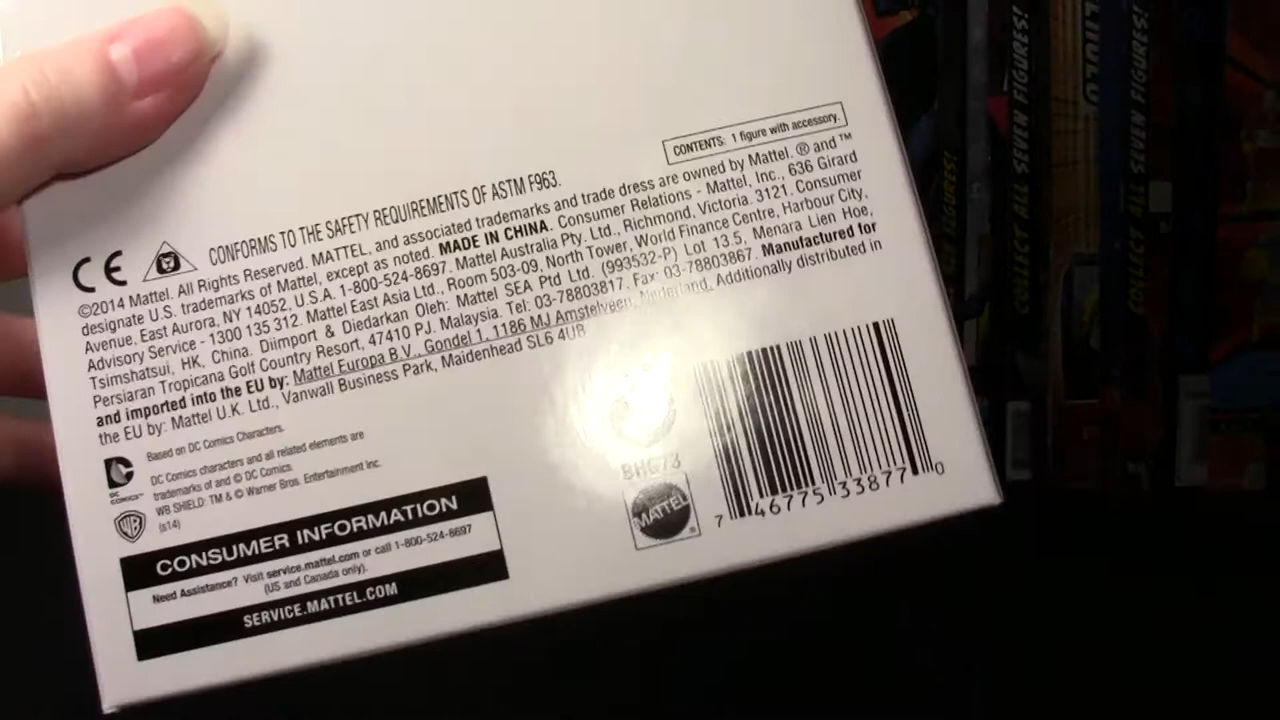 CONTENTS: 1 figure with accessory.
CE CONFORMS TO THE SAFETY REQUIREMENTS OF ASTM F963.
©2014 Mattel. All Rights Reserved. MATTEL, and associated trademarks and trade dress are owned by Mattel. ® and ™
designate U.S. trademarks of Mattel, except as noted. MADE IN CHINA. Consumer Relations - Mattel, Inc., 636 Girard
Avenue, East Aurora, NY 14052, U.S.A. 1-800-524-8697. Mattel Australia Pty. Ltd., Richmond, Victoria. 3121. Consumer
Advisory Service - 1300 135 312. Mattel East Asia Ltd., Room 503-09, North Tower, World Finance Centre, Harbour City,
Tsimshatsui, HK, China. Diimport & Diedarkan Oleh: Mattel SEA Ptd Ltd. (993532-P) Lot 13.5, Menara Lien Hoe,
Persiaran Tropicana Golf Country Resort, 47410 PJ. Malaysia. Tel: 03-78803817. Fax: 03-78803867. Manufactured for
and imported into the EU by: Mattel Europa B.V., Gondel 1, 1186 MJ Amstelveen, Nederland, Additionally distributed in
the EU by: Mattel U.K. Ltd., Vanwall Business Park, Maidenhead SL6 4UB
Based on DC Comics Characters.
DC COMICS™
DC Comics characters and all related elements are
trademarks of and © DC Comics.
WB SHIELD: TM & © Warner Bros. Entertainment Inc.
(s14)
WB
CONSUMER INFORMATION
Need Assistance? Visit service.mattel.com or call 1-800-524-8697
(US and Canada only).
SERVICE.MATTEL.COM
BHG73
MATTEL®
7 46775 33877 0
FIGURES!
COLLECT ALL SEVEN FIGURES!
COLLECT ALL SEVEN FIGURES!